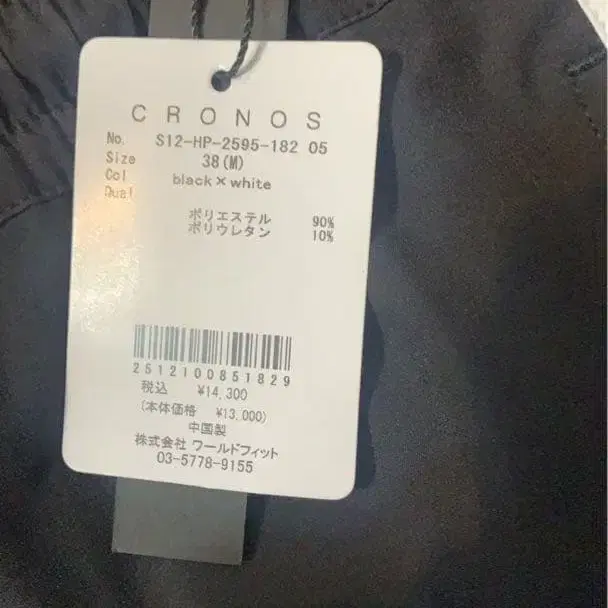 CRONOS
No. S12-HP-2595-182 05
Size 38(M)
Col black×white
Qual
ポリエステル 90%
ポリウレタン 10%
2512100851829
税込 ¥14,300
(本体価格 ¥13,000)
中国製
株式会社 ワールドフィット
03-5778-9155